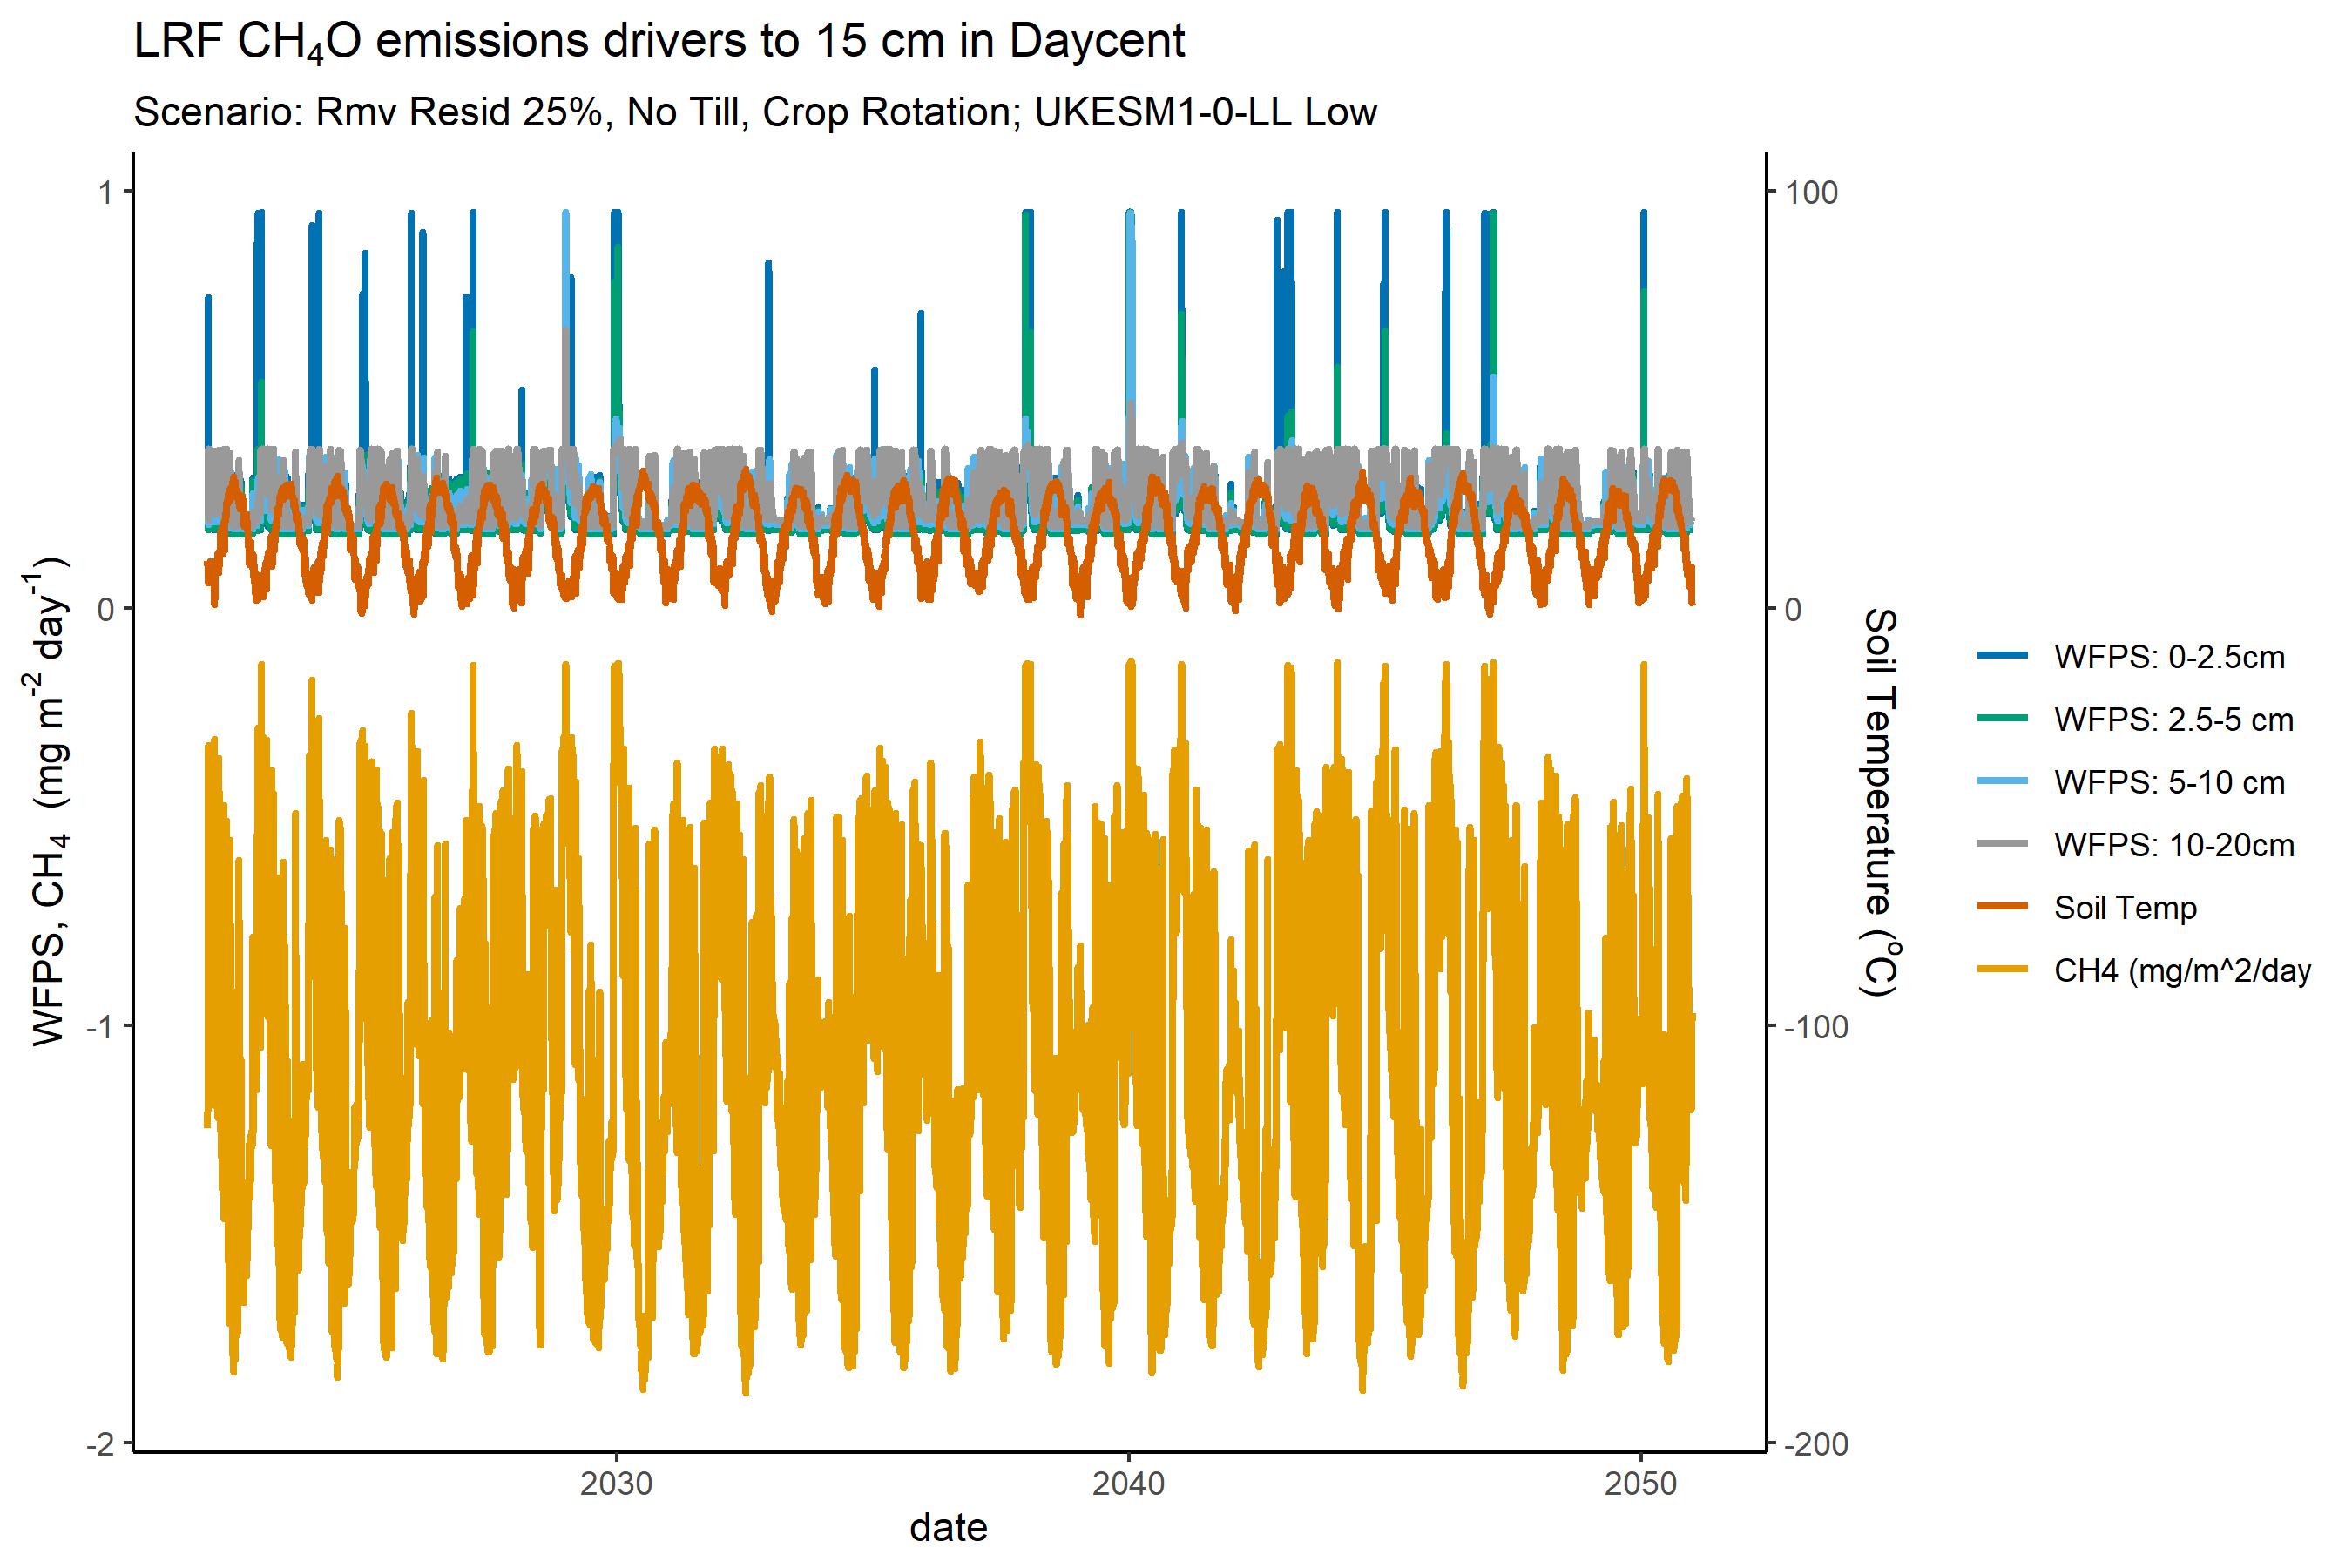 LRF CH₄O emissions drivers to 15 cm in Daycent
Scenario: Rmv Resid 25%, No Till, Crop Rotation; UKESM1-0-LL Low
WFPS, CH₄ (mg m⁻² day⁻¹)
1
0
-1
-2
100
0
-100
-200
Soil Temperature (°C)
2030
2040
2050
date
WFPS: 0-2.5cm
WFPS: 2.5-5 cm
WFPS: 5-10 cm
WFPS: 10-20cm
Soil Temp
CH4 (mg/m^2/day